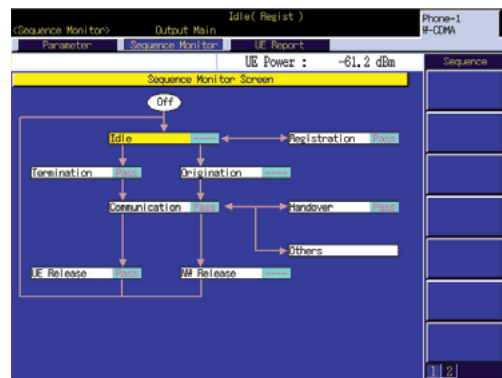 Idle( Regist )
Phone-1
<Sequence Monitor> Output Main
W-CDMA
Parameter Sequence Monitor UE Report
UE Power : -61.2 dBm
Sequence
Sequence Monitor Screen
Off
Idle ---- Registration Pass
Termination Pass Origination ----
Communication Pass Handover Pass
Others
UE Release Pass NW Release ----
1 2